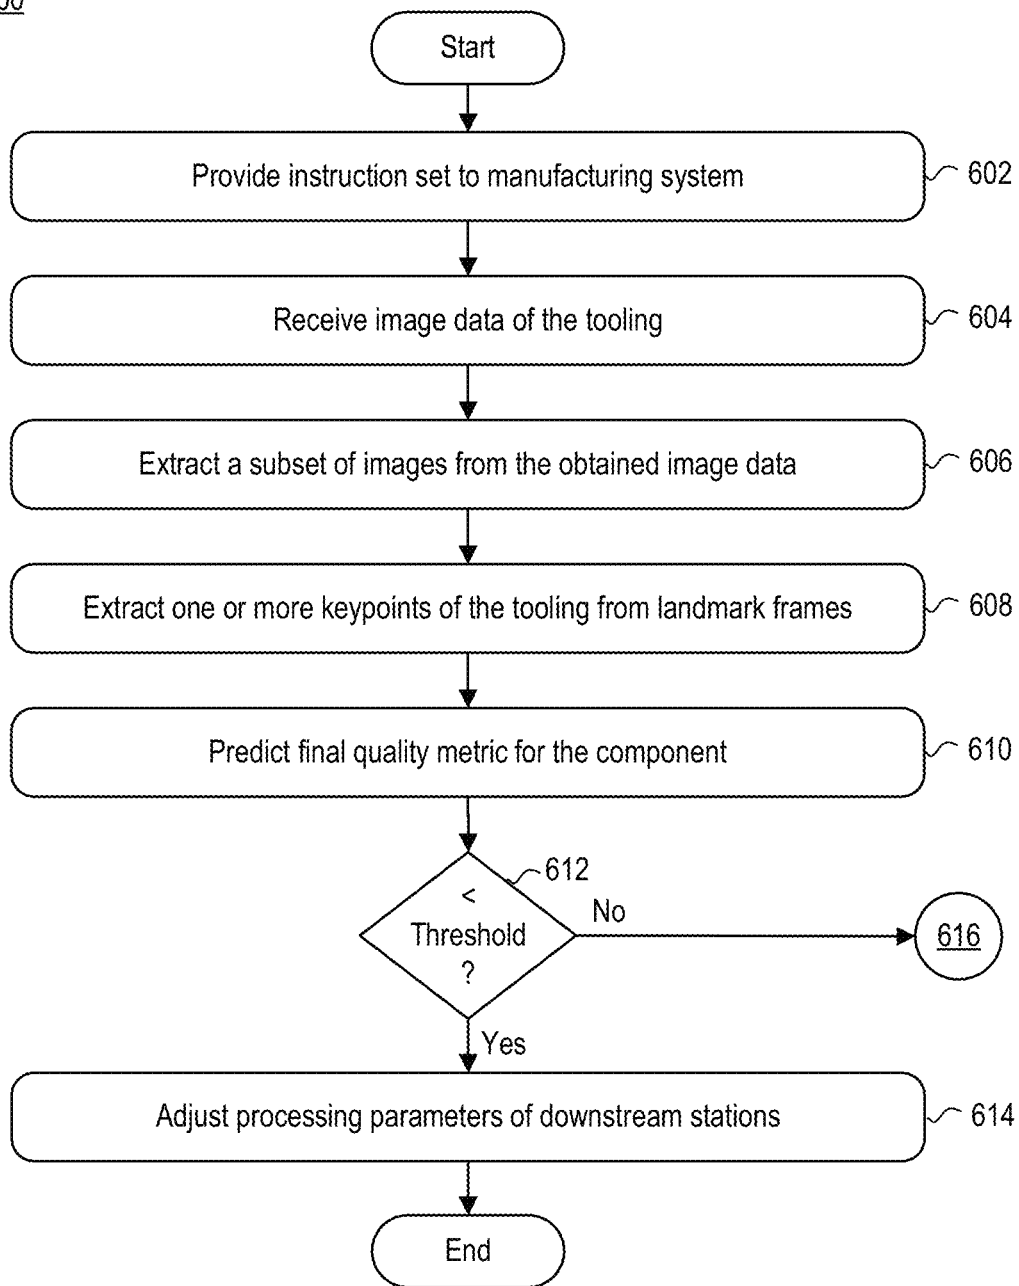 Start
Provide instruction set to manufacturing system
602
Receive image data of the tooling
604
Extract a subset of images from the obtained image data
606
Extract one or more keypoints of the tooling from landmark frames
608
Predict final quality metric for the component
610
612
<
Threshold
?
No
616
Yes
Adjust processing parameters of downstream stations
614
End